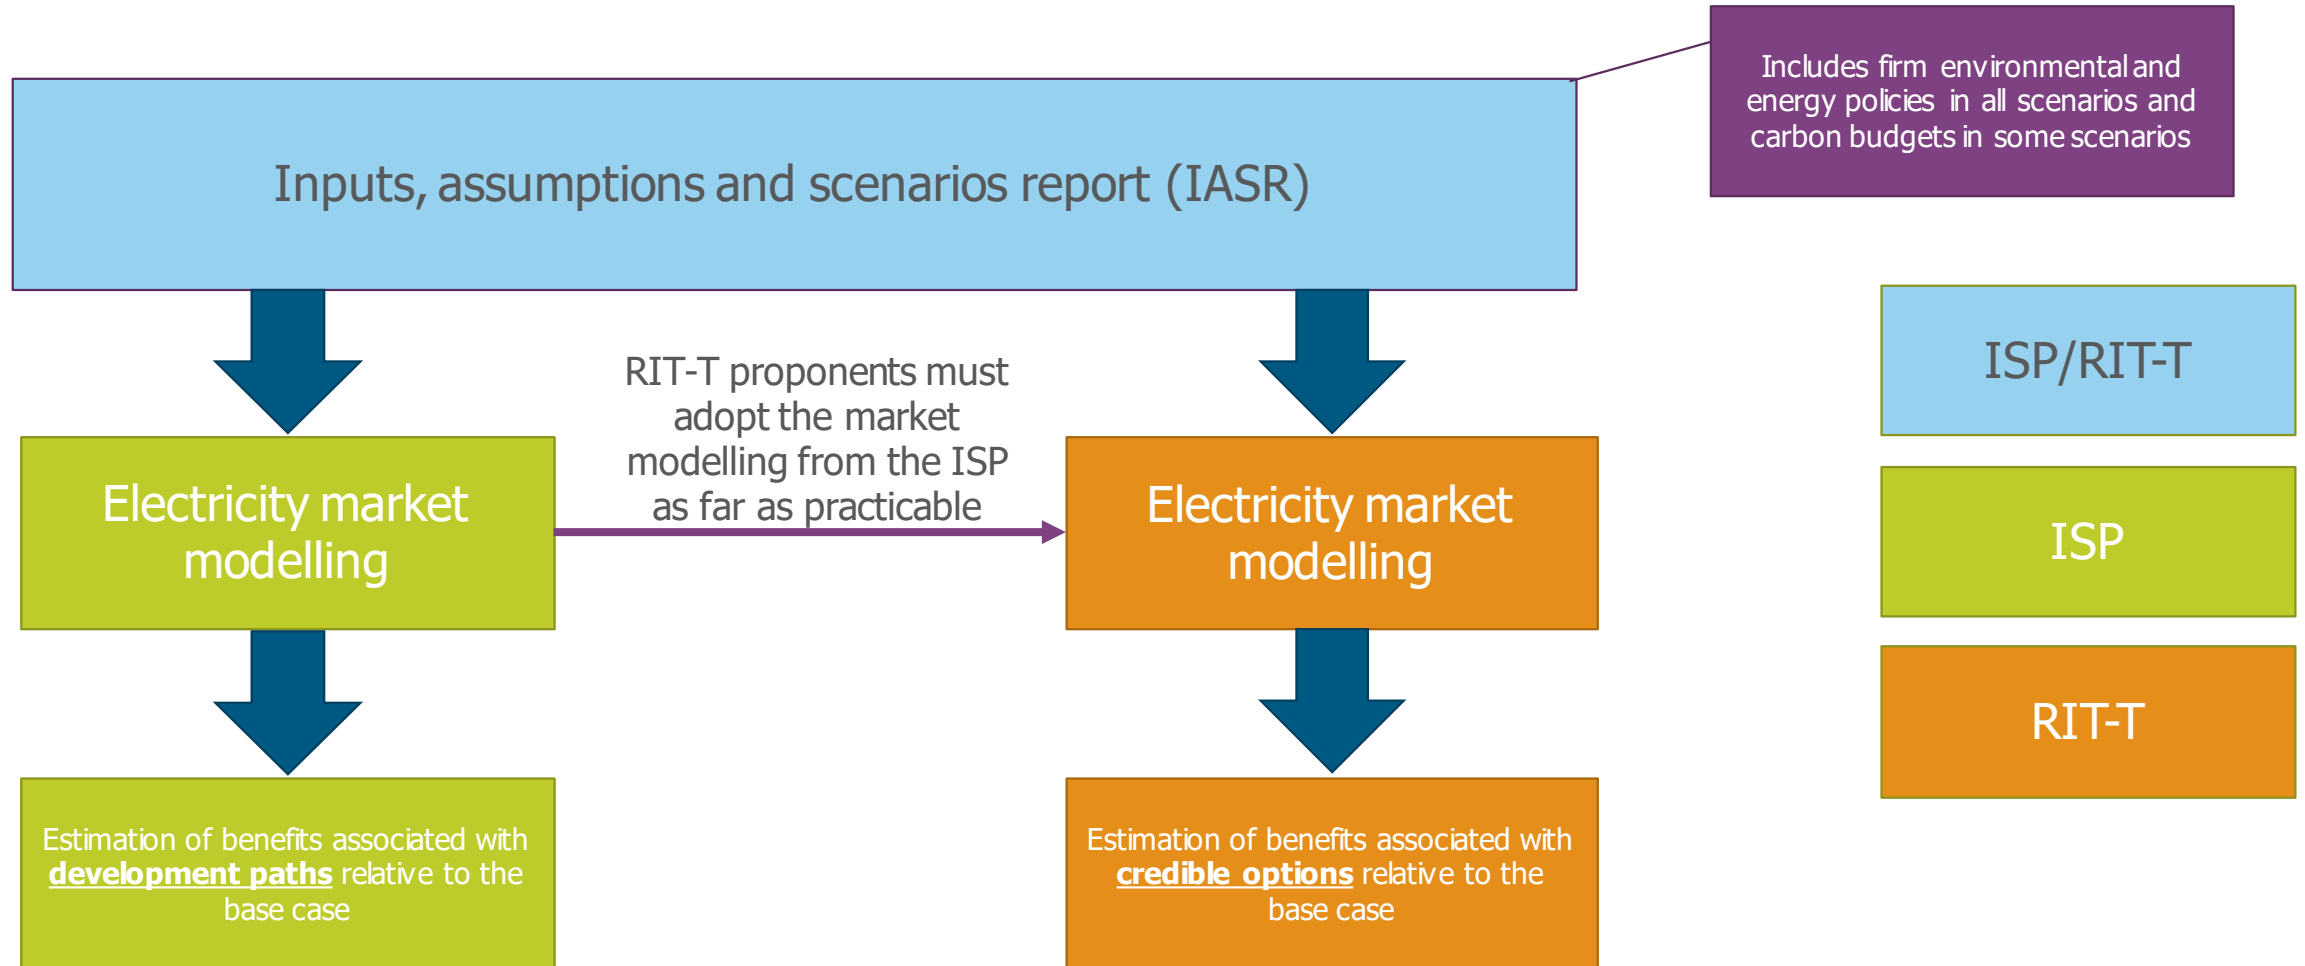 Includes firm environmental and
energy policies in all scenarios and
carbon budgets in some scenarios
Inputs, assumptions and scenarios report (IASR)
RIT-T proponents must
adopt the market
modelling from the ISP
as far as practicable
Electricity market
modelling
Electricity market
modelling
Estimation of benefits associated with
development paths relative to the
base case
Estimation of benefits associated with
credible options relative to the
base case
ISP/RIT-T
ISP
RIT-T